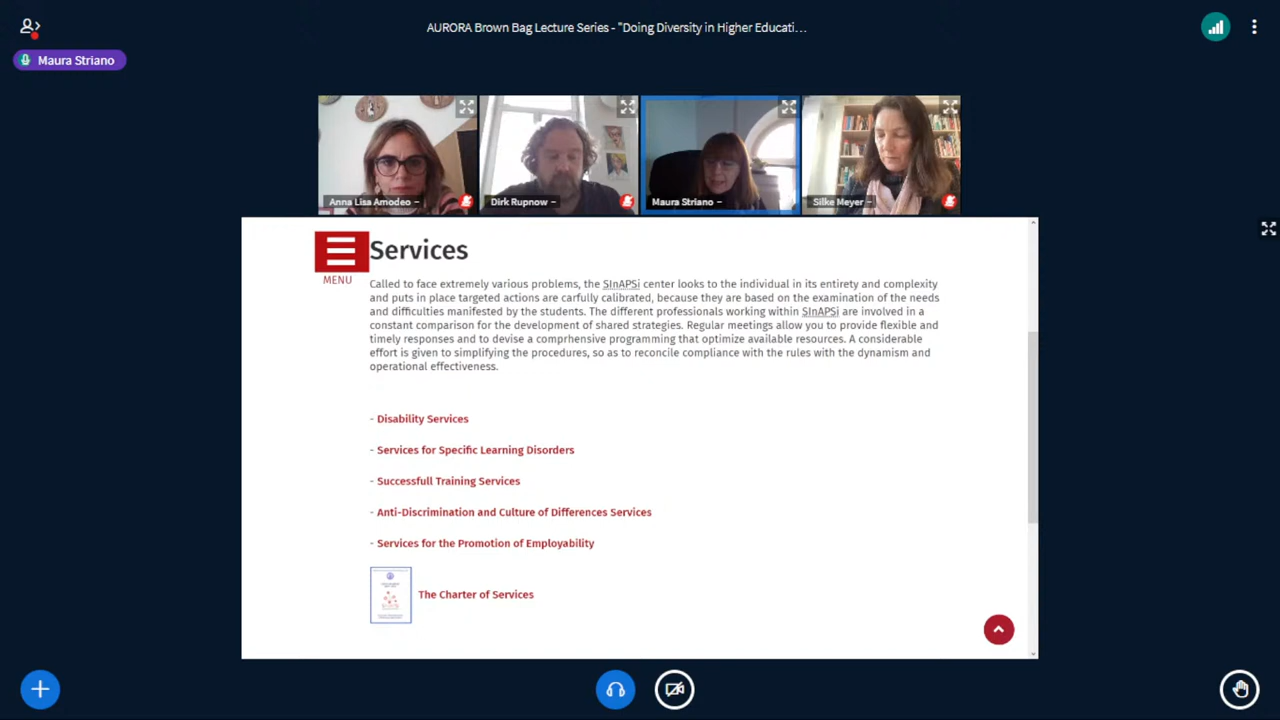 AURORA Brown Bag Lecture Series - "Doing Diversity in Higher Educati...
Maura Striano
Anna Lisa Amodeo
Dirk Rupnow
Maura Striano
Silke Meyer
MENU
Services
Called to face extremely various problems, the SInAPSi center looks to the individual in its entirety and complexity
and puts in place targeted actions are carfully calibrated, because they are based on the examination of the needs
and difficulties manifested by the students. The different professionals working within SInAPSi are involved in a
constant comparison for the development of shared strategies. Regular meetings allow you to provide flexible and
timely responses and to devise a comprhensive programming that optimize available resources. A considerable
effort is given to simplifying the procedures, so as to reconcile compliance with the rules with the dynamism and
operational effectiveness.
- Disability Services
- Services for Specific Learning Disorders
- Successfull Training Services
- Anti-Discrimination and Culture of Differences Services
- Services for the Promotion of Employability
The Charter of Services